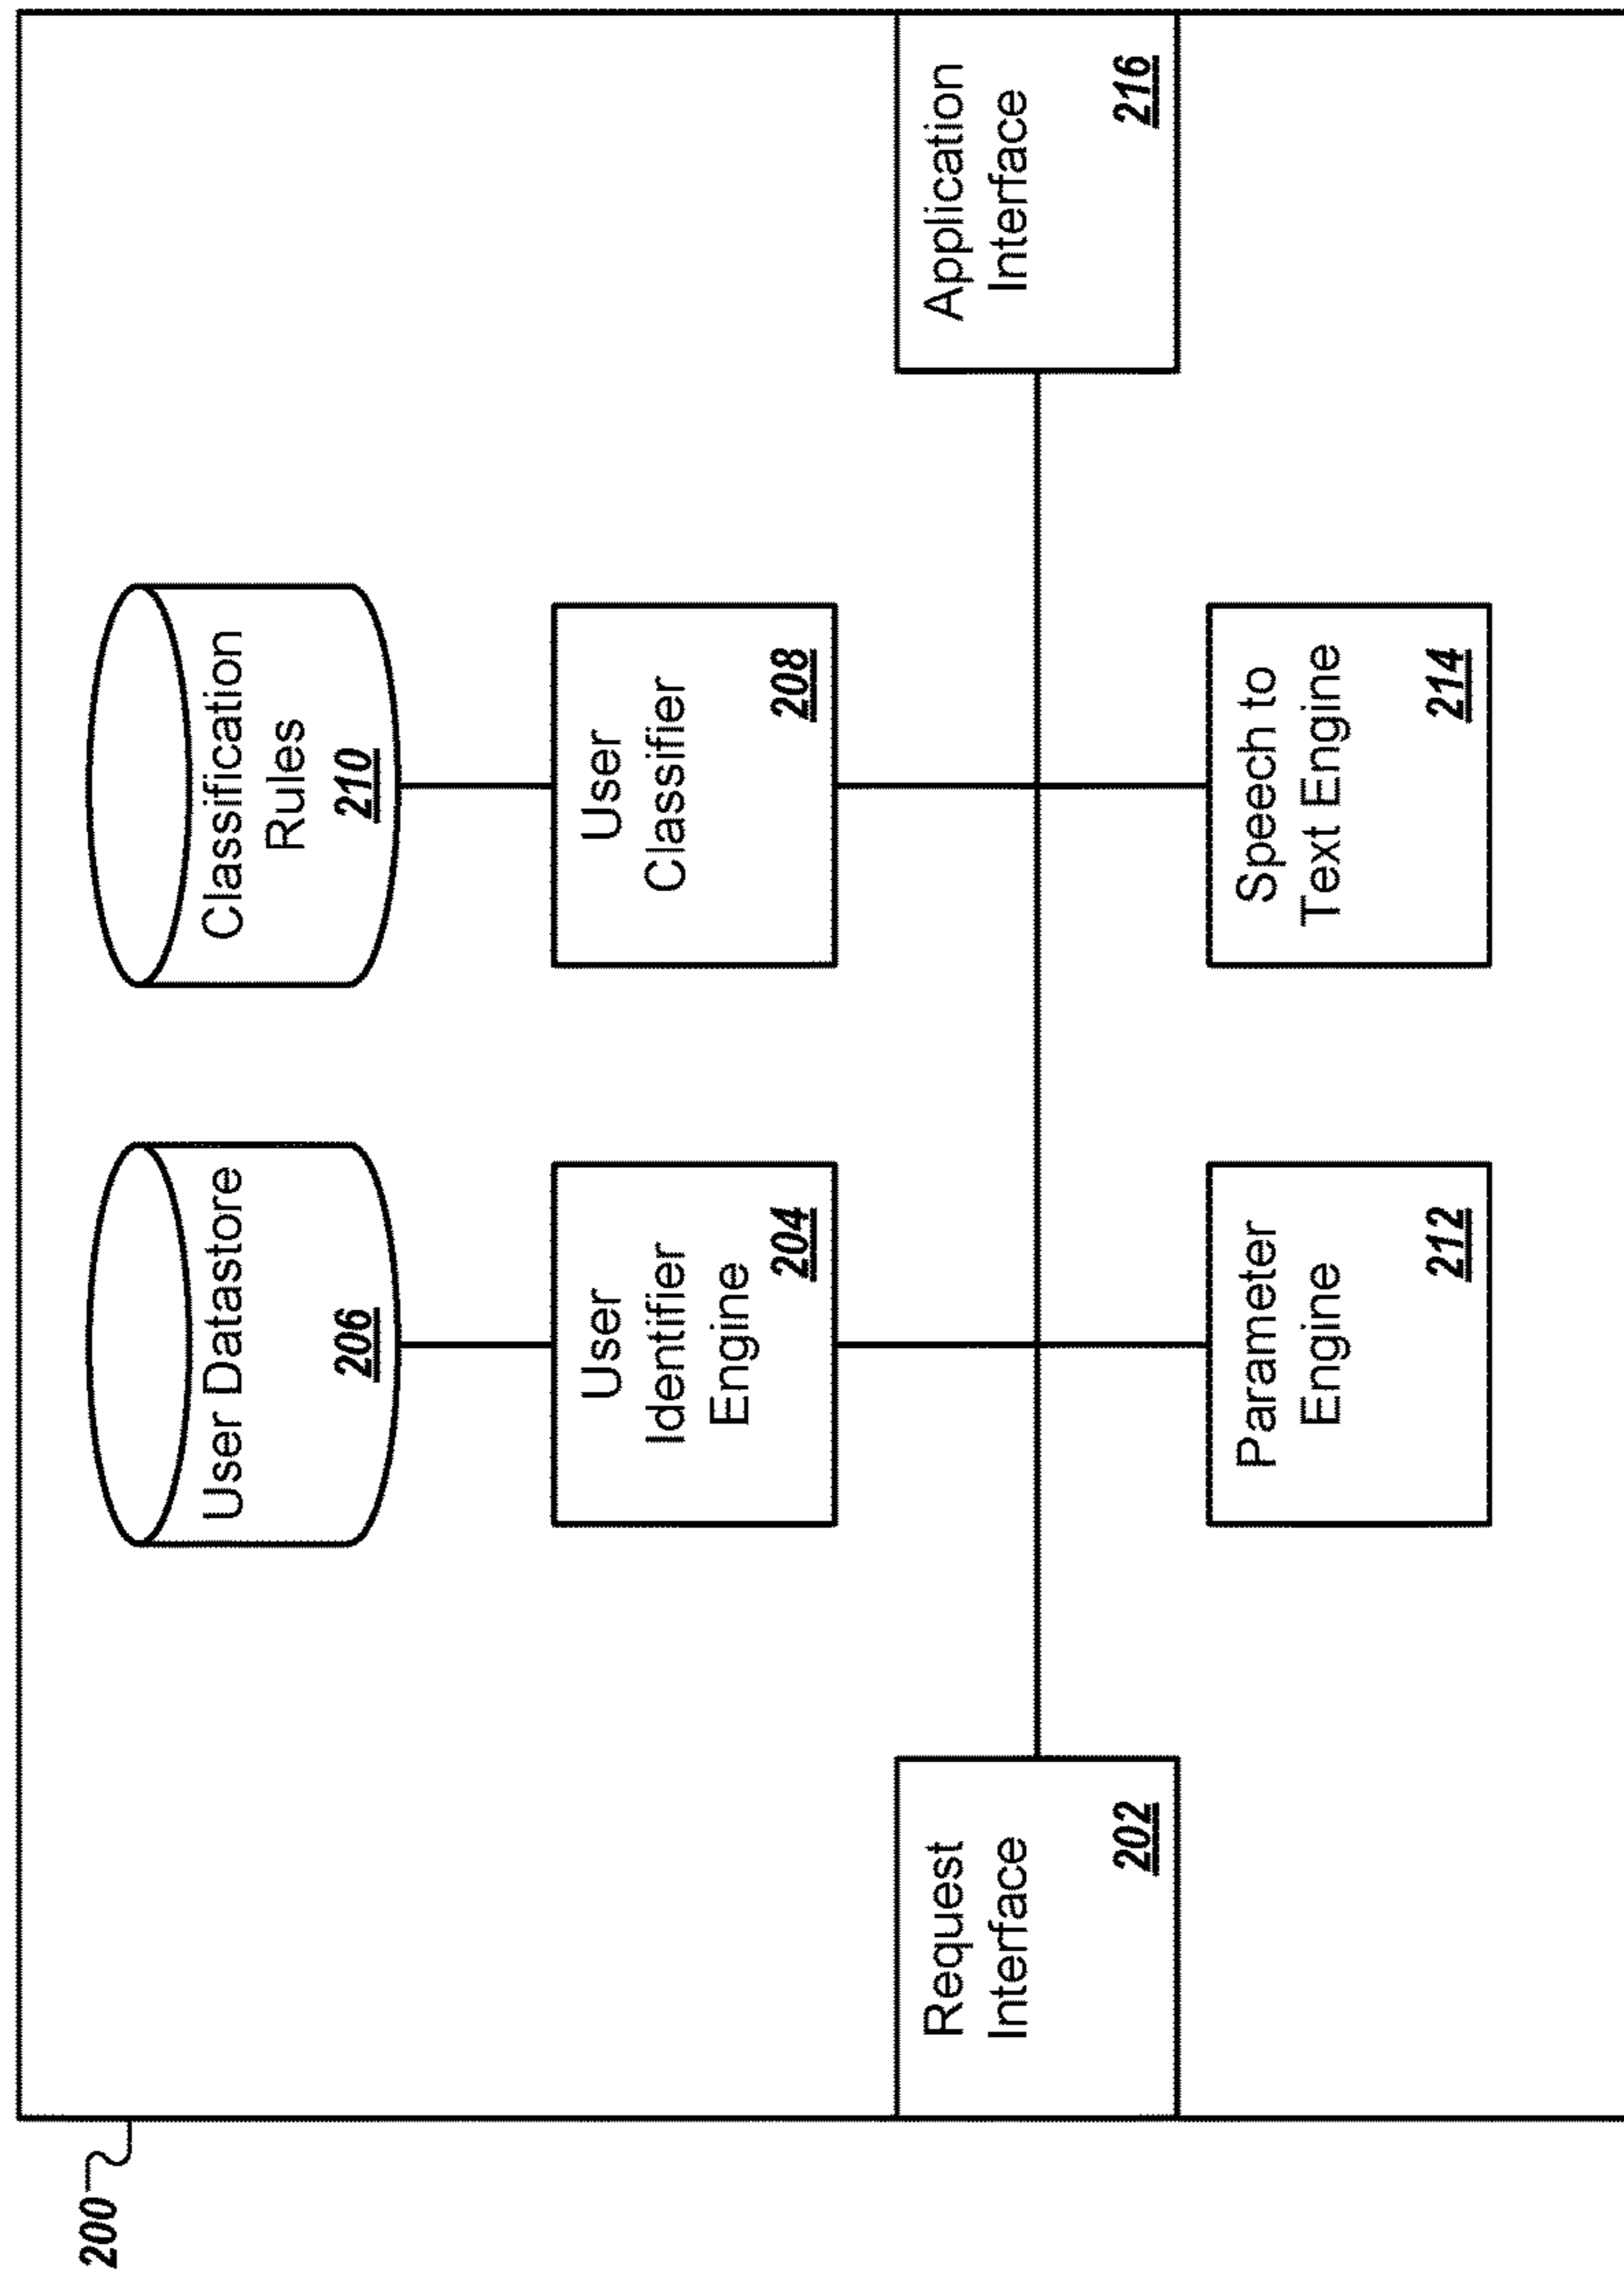 200
User Datastore
206
Classification
Rules
210
User
Identifier
Engine
204
User
Classifier
208
Request
Interface
202
Application
Interface
216
Parameter
Engine
212
Speech to
Text Engine
214